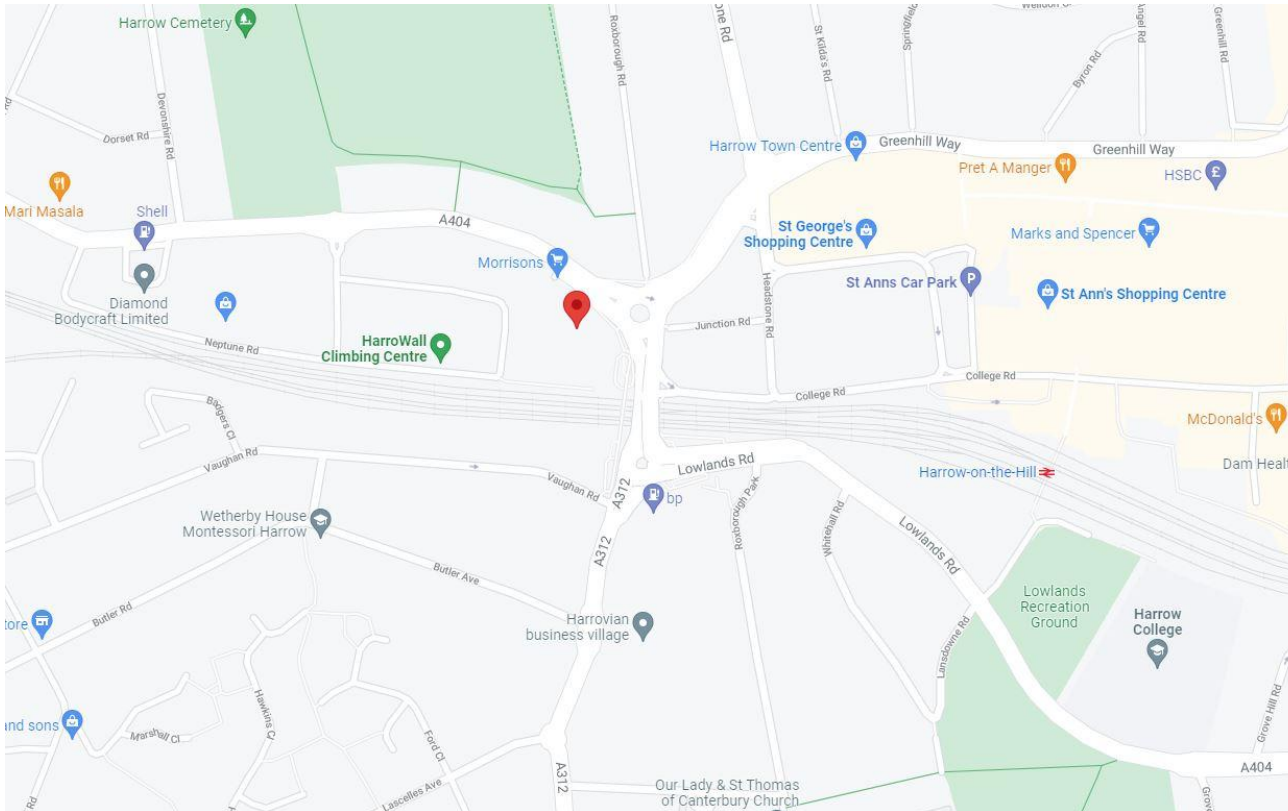 Harrow Cemetery
Roxborough Rd
St Kilda's Rd
Springfield
Angel Rd
Greenhill Rd
Byron Rd
Devonshire Rd
Dorset Rd
Harrow Town Centre
Greenhill Way
Greenhill Way
Pret A Manger
HSBC
Mari Masala
Shell
A404
St George's
Shopping Centre
Marks and Spencer
Morrisons
Headstone Rd
St Anns Car Park
St Ann's Shopping Centre
Diamond
Bodycraft Limited
Junction Rd
Neptune Rd
HarroWall
Climbing Centre
College Rd
College Rd
McDonald's
Badgers Cl
Vaughan Rd
Lowlands Rd
Harrow-on-the-Hill
Dam Healt
Vaughan Rd
A312
bp
Roxborough Park
Whitehall Rd
Wetherby House
Montessori Harrow
A312
Lowlands Rd
Butler Ave
Lowlands
Recreation
Ground
Butler Rd
tore
Harrovian
business village
Harrow
College
Lansdowne Rd
Hawkins Cl
Grove Hill Rd
and sons
Marshall Cl
Ford Cl
A404
A312
Lascelles Ave
Our Lady & St Thomas
of Canterbury Church